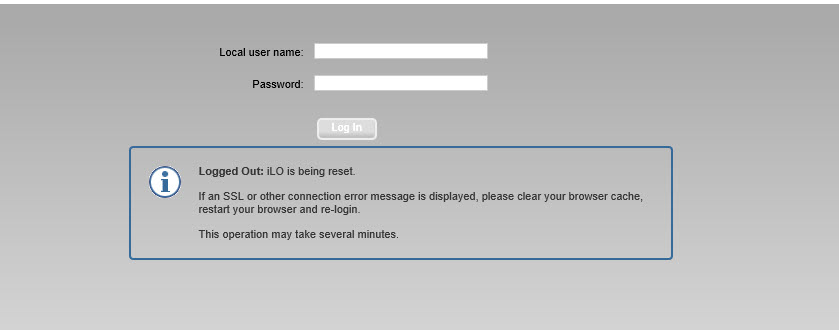 Local user name:
Password:
Log In
Logged Out: iLO is being reset.
If an SSL or other connection error message is displayed, please clear your browser cache,
restart your browser and re-login.
This operation may take several minutes.